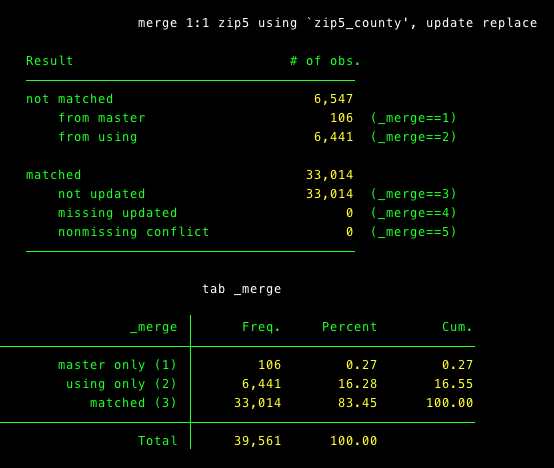 merge 1:1 zip5 using `zip5_county', update replace
Result # of obs.
not matched 6,547
from master 106 (_merge==1)
from using 6,441 (_merge==2)
matched 33,014
not updated 33,014 (_merge==3)
missing updated 0 (_merge==4)
nonmissing conflict 0 (_merge==5)
tab _merge
_merge Freq. Percent Cum.
master only (1) 106 0.27 0.27
using only (2) 6,441 16.28 16.55
matched (3) 33,014 83.45 100.00
Total 39,561 100.00